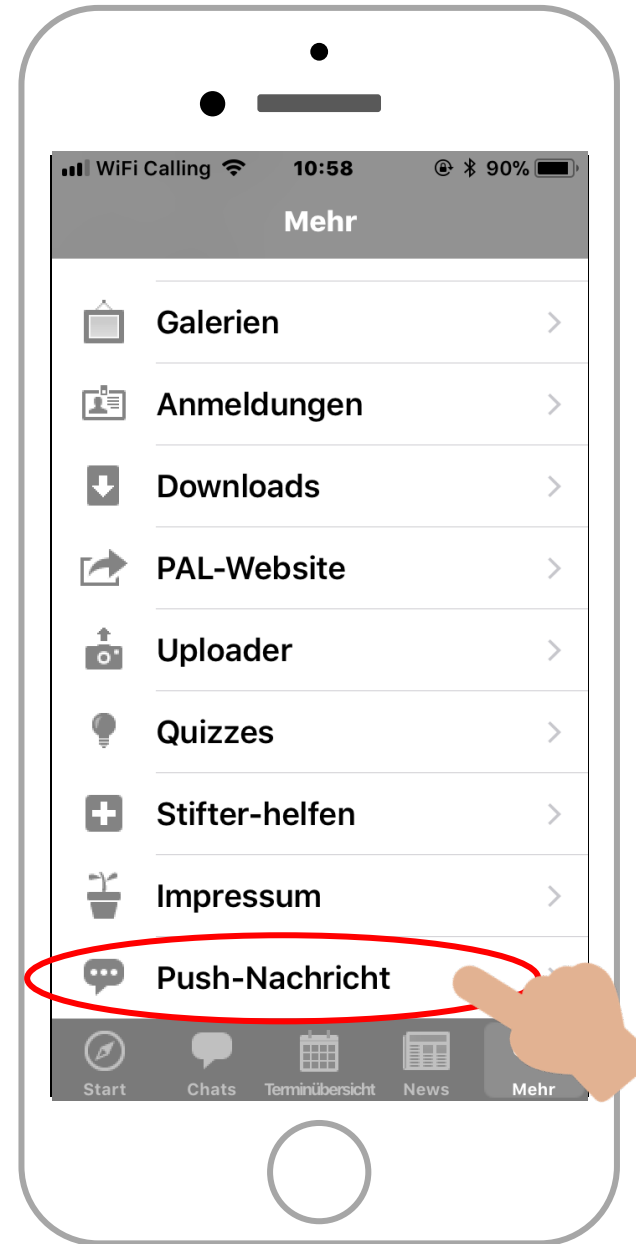 WiFi Calling 10:58 90%
Mehr
Galerien
Anmeldungen
Downloads
PAL-Website
Uploader
Quizzes
Stifter-helfen
Impressum
Push-Nachricht
Start Chats Terminübersicht News Mehr